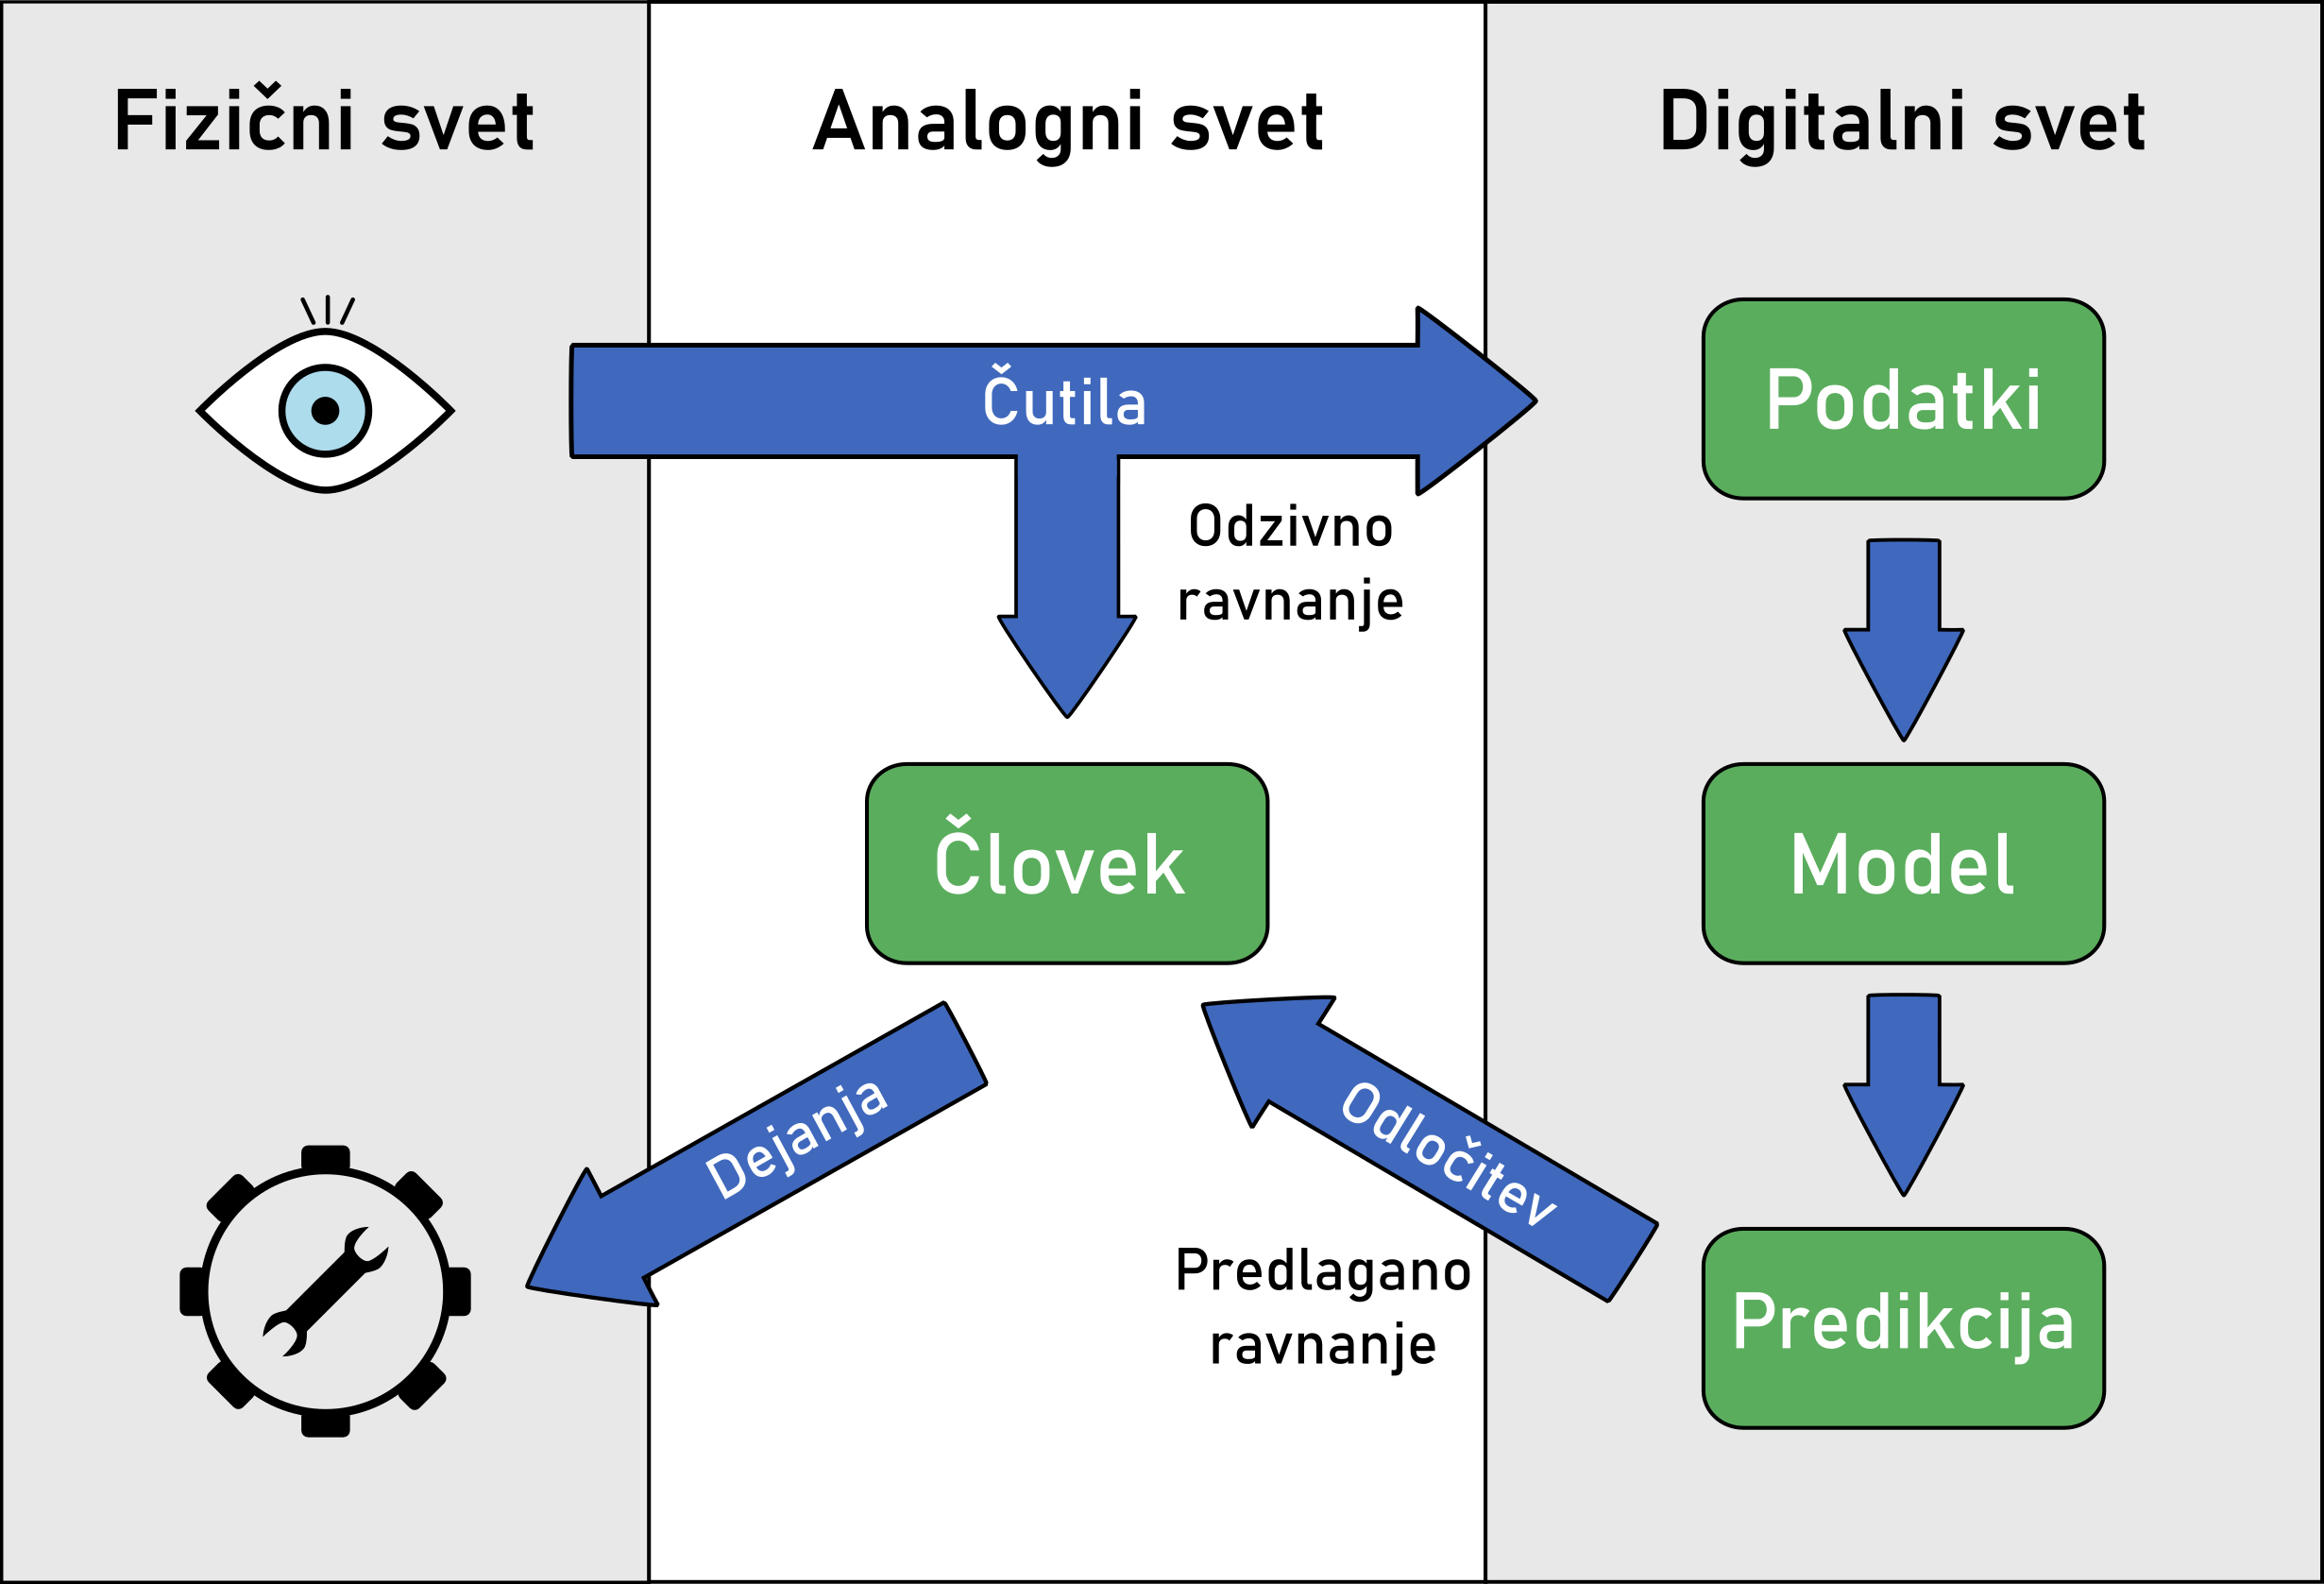 Fizični svet
Analogni svet
Digitalni svet
Čutila
Podatki
Odzivno
ravnanje
Človek
Model
Dejanja
Odločitev
Predlagano
ravnanje
Predikcija